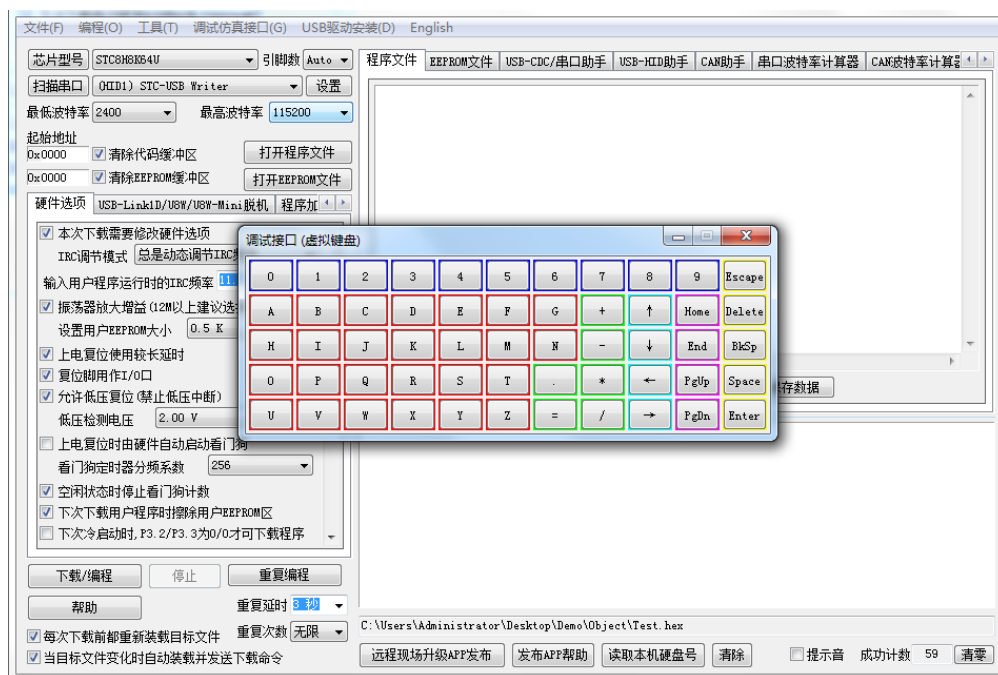 文件(F) 编程(O) 工具(T) 调试仿真接口(G) USB驱动安装(D) English
芯片型号 STC8H8K64U 引脚数 Auto
扫描串口 (HID1) STC-USB Writer 设置
最低波特率 2400 最高波特率 115200
起始地址
0x0000 清除代码缓冲区 打开程序文件
0x0000 清除EEPROM缓冲区 打开EEPROM文件
硬件选项 USB-Link1D/U8W/U8W-Mini脱机 程序加
本次下载需要修改硬件选项
IRC调节模式 总是动态调节IRC
输入用户程序运行时的IRC频率 11.
振荡器放大增益(12M以上建议选
设置用户EEPROM大小 0.5 K
上电复位使用较长延时
复位脚用作I/O口
允许低压复位(禁止低压中断)
低压检测电压 2.00 V
上电复位时由硬件自动启动看门狗
看门狗定时器分频系数 256
空闲状态时停止看门狗计数
下次下载用户程序时擦除用户EEPROM区
下次冷启动时,P3.2/P3.3为0/0才可下载程序
下载/编程 停止 重复编程
帮助 重复延时 3 秒
每次下载前都重新装载目标文件 重复次数 无限
当目标文件变化时自动装载并发送下载命令
程序文件 EEPROM文件 USB-CDC/串口助手 USB-HID助手 CAN助手 串口波特率计算器 CAN波特率计算器
存数据
调试接口 (虚拟键盘)
0 1 2 3 4 5 6 7 8 9 Escape
A B C D E F G + ↑ Home Delete
H I J K L M N - ↓ End BkSp
O P Q R S T . * ← PgUp Space
U V W X Y Z = / → PgDn Enter
C:\Users\Administrator\Desktop\Demo\Object\Test.hex
远程现场升级APP发布 发布APP帮助 读取本机硬盘号 清除 提示音 成功计数 59 清零